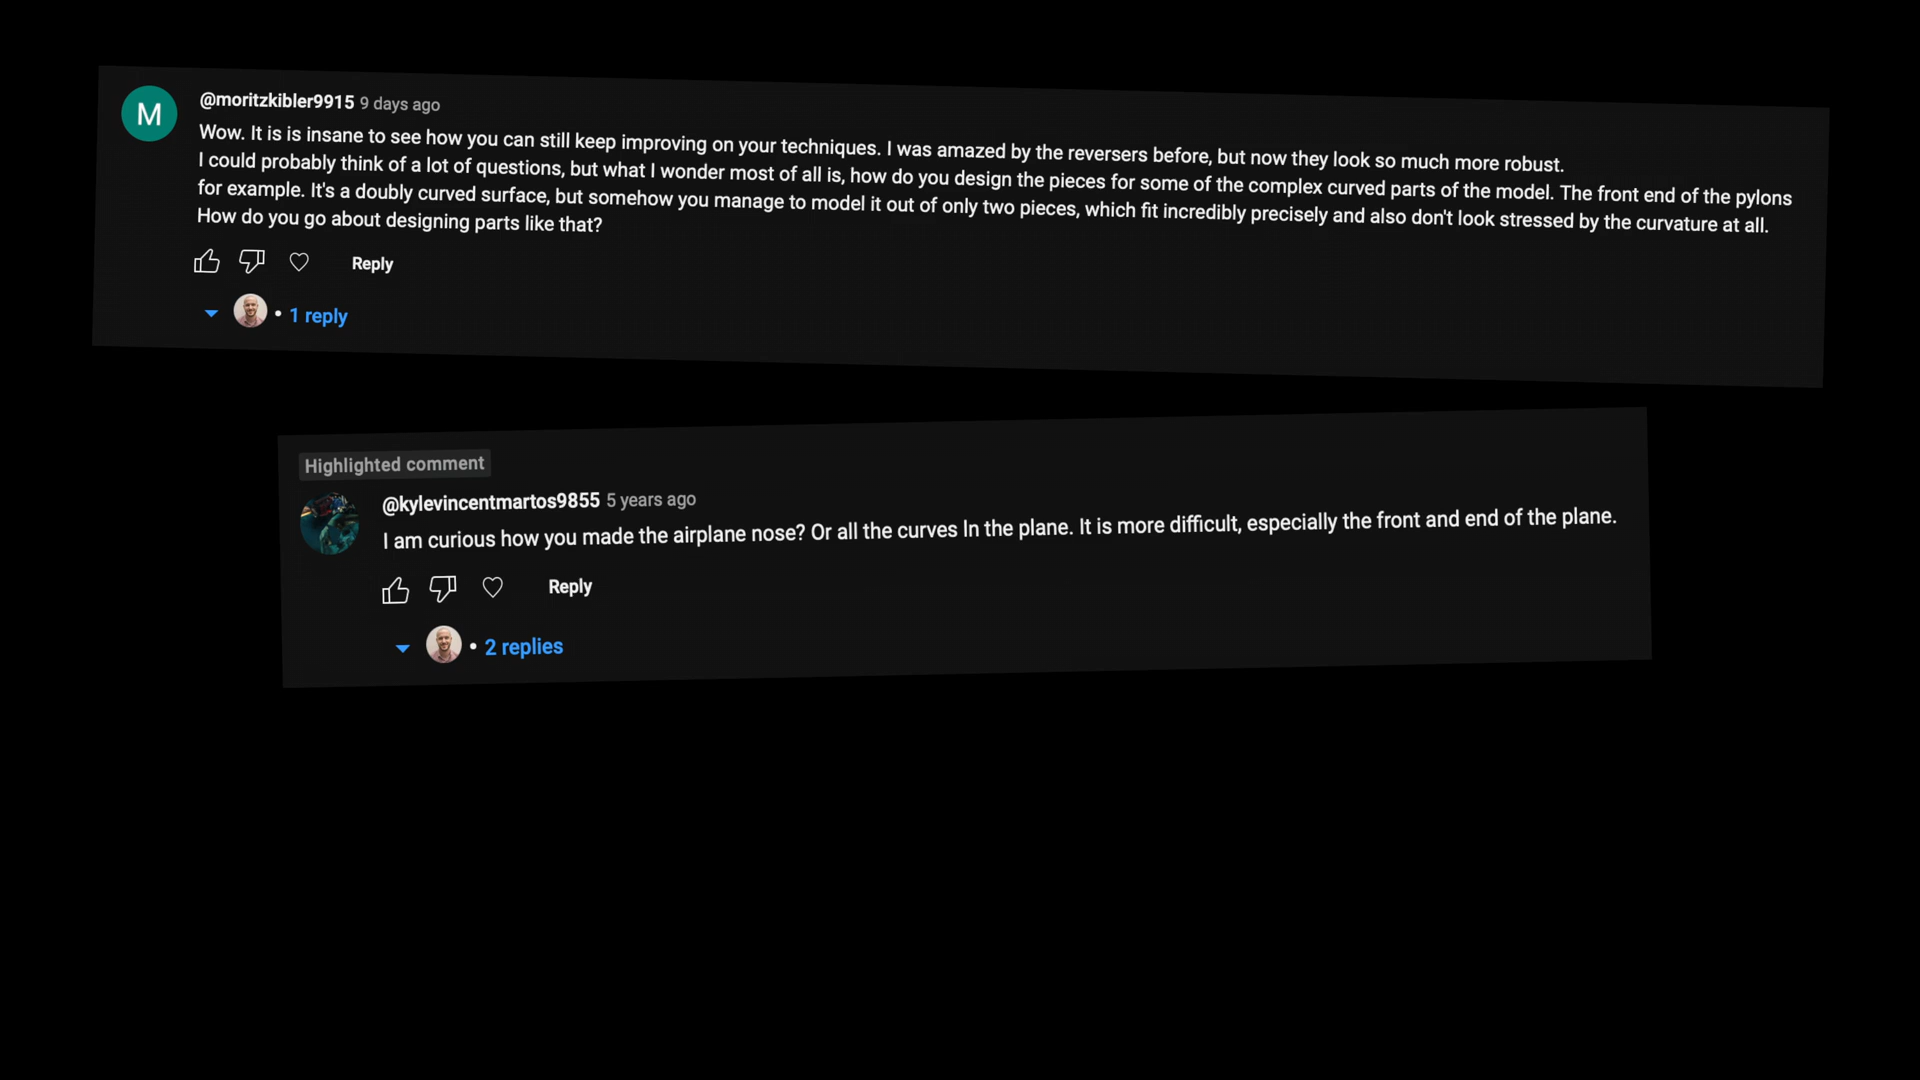 M
@moritzkibler9915 9 days ago
Wow. It is is insane to see how you can still keep improving on your techniques. I was amazed by the reversers before, but now they look so much more robust.
I could probably think of a lot of questions, but what I wonder most of all is, how do you design the pieces for some of the complex curved parts of the model. The front end of the pylons
for example. It's a doubly curved surface, but somehow you manage to model it out of only two pieces, which fit incredibly precisely and also don't look stressed by the curvature at all.
How do you go about designing parts like that?
Reply
• 1 reply
Highlighted comment
@kylevincentmartos9855 5 years ago
I am curious how you made the airplane nose? Or all the curves In the plane. It is more difficult, especially the front and end of the plane.
Reply
• 2 replies